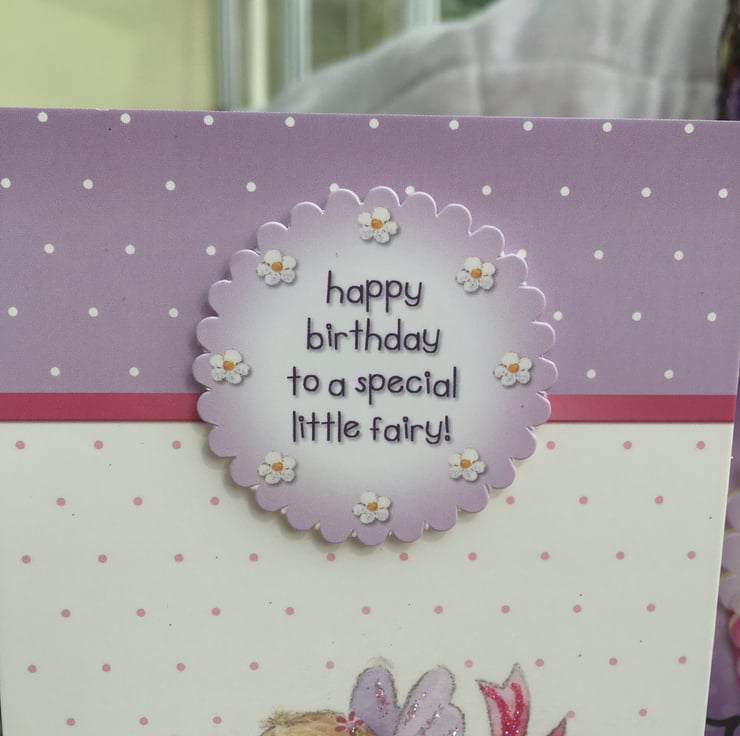 happy
birthday
to a special
little fairy!